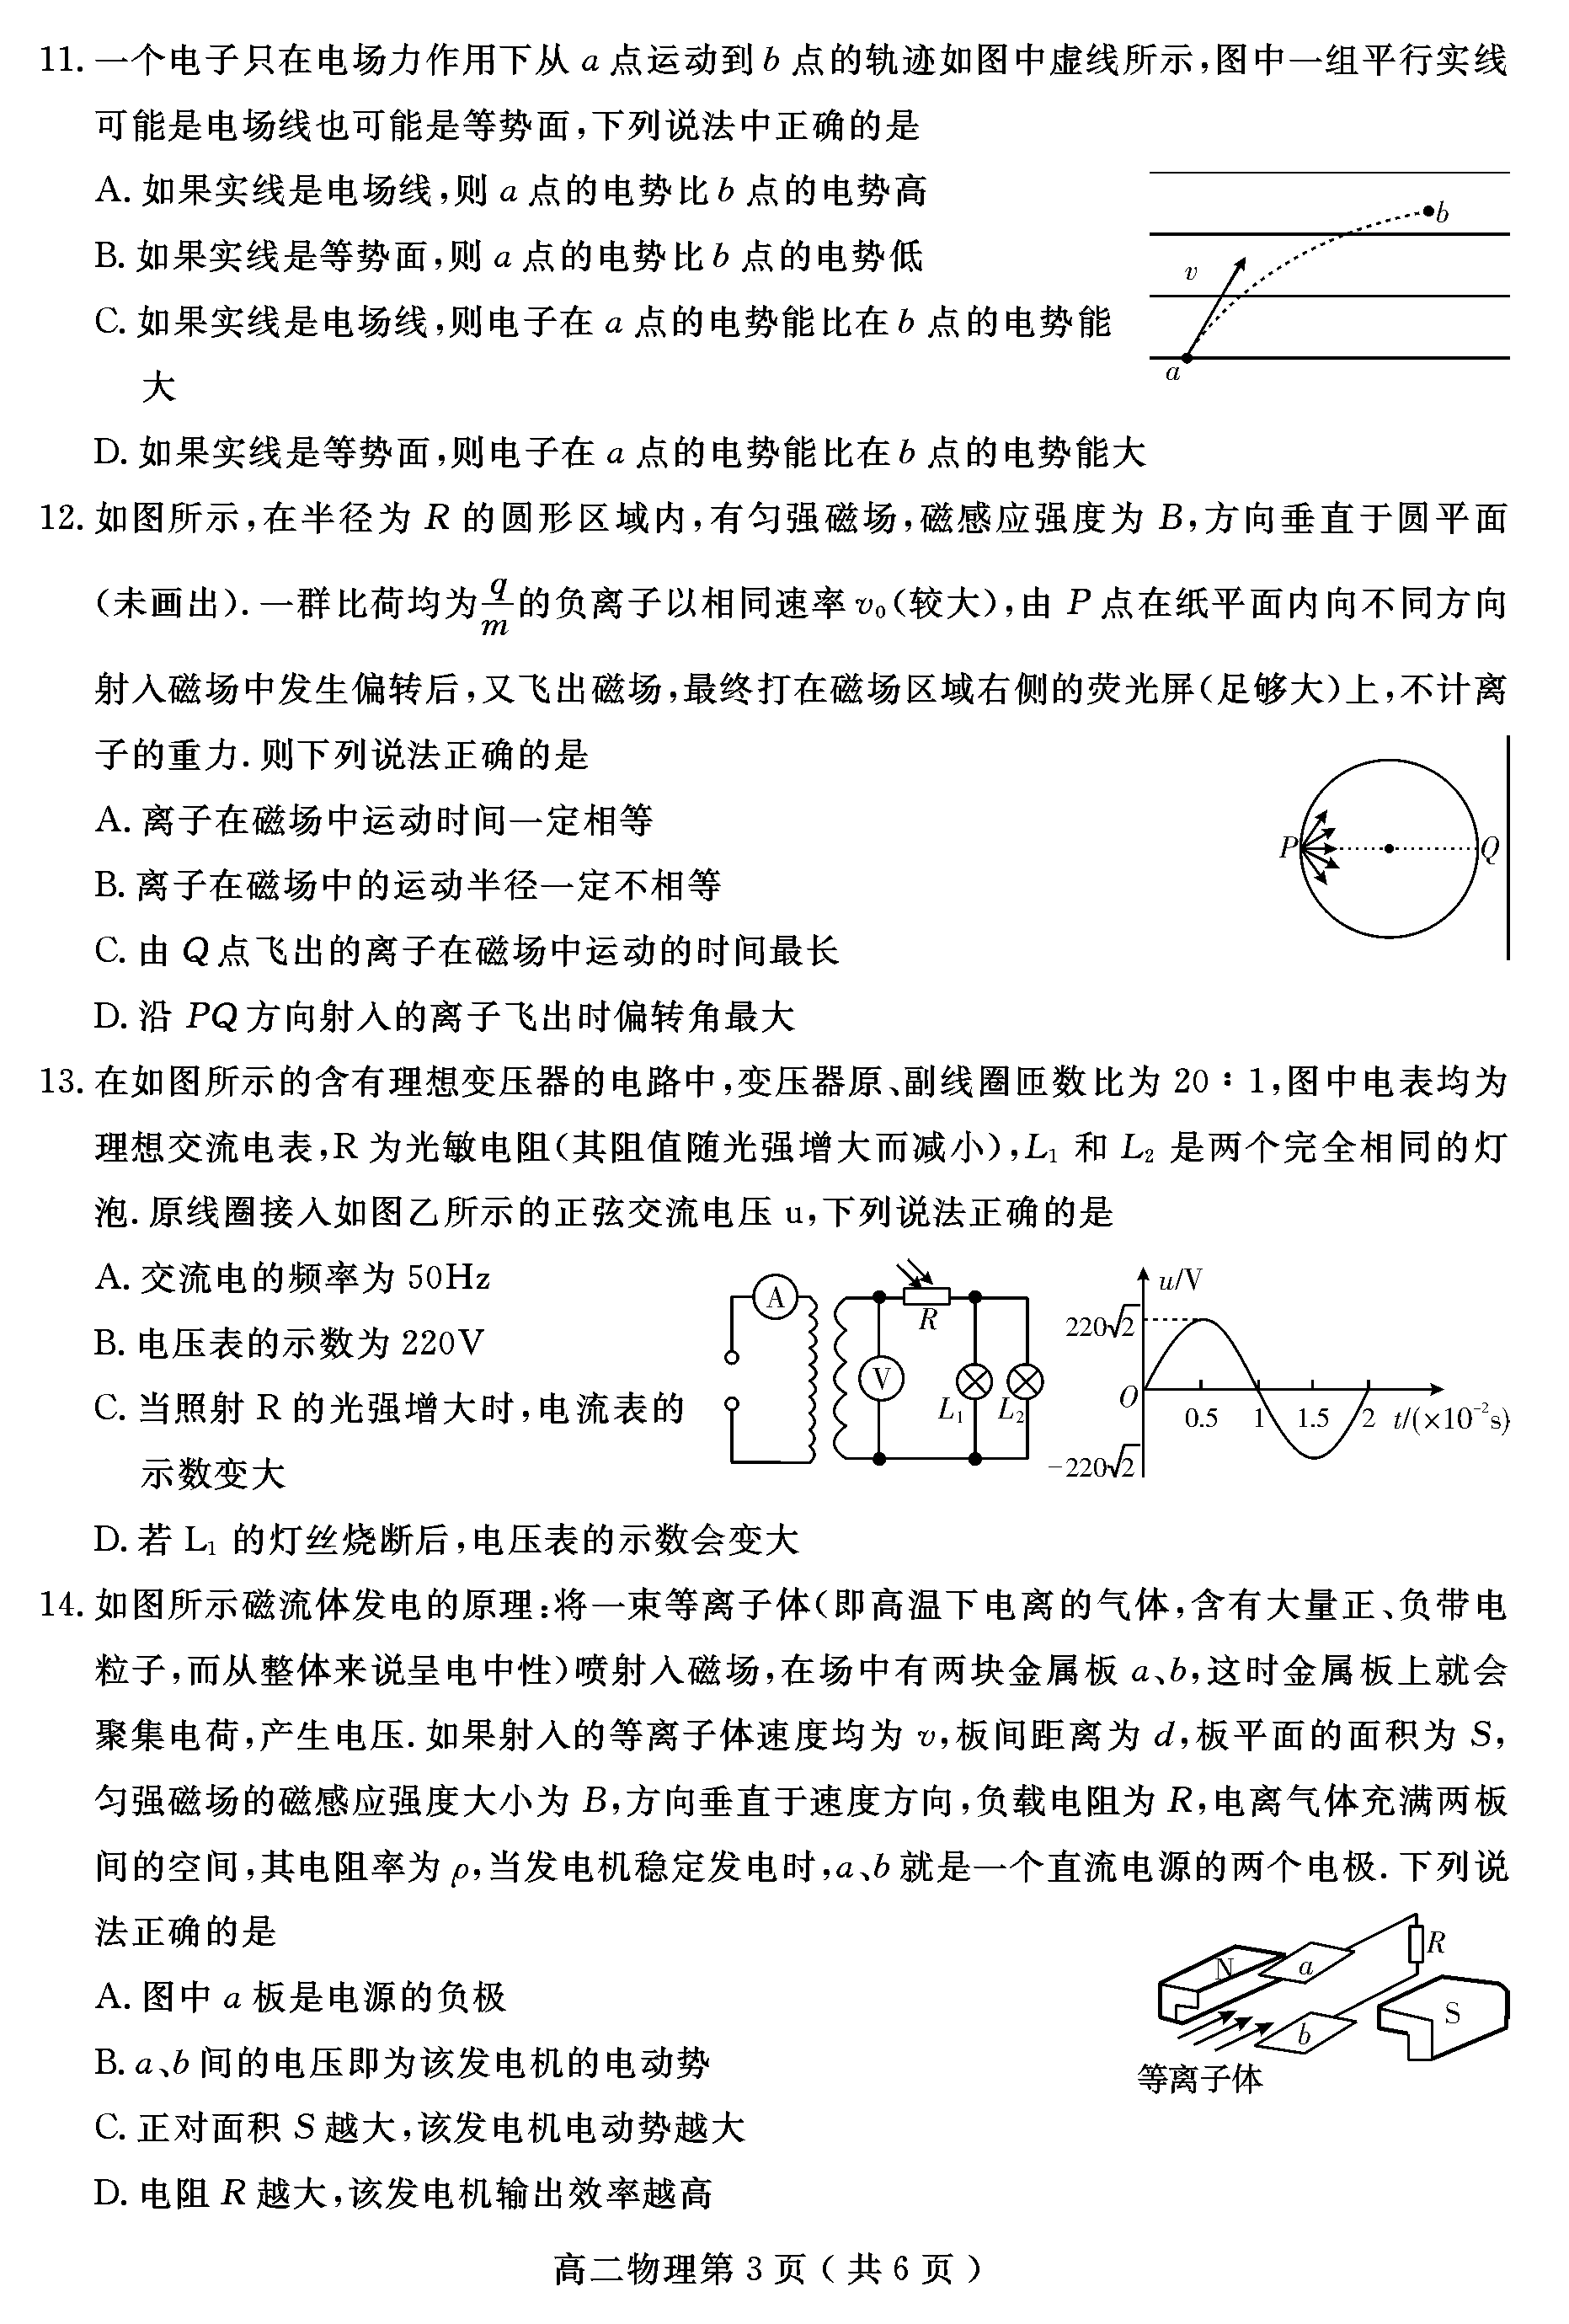 11. 一个电子只在电场力作用下从 a 点运动到 b 点的轨迹如图中虚线所示,图中一组平行实线
可能是电场线也可能是等势面,下列说法中正确的是
A. 如果实线是电场线,则 a 点的电势比 b 点的电势高
B. 如果实线是等势面,则 a 点的电势比 b 点的电势低
C. 如果实线是电场线,则电子在 a 点的电势能比在 b 点的电势能
大
D. 如果实线是等势面,则电子在 a 点的电势能比在 b 点的电势能大
b
v
a
12. 如图所示,在半径为 R 的圆形区域内,有匀强磁场,磁感应强度为 B,方向垂直于圆平面
(未画出). 一群比荷均为 q/m 的负离子以相同速率 v₀(较大),由 P 点在纸平面内向不同方向
射入磁场中发生偏转后,又飞出磁场,最终打在磁场区域右侧的荧光屏(足够大)上,不计离
子的重力. 则下列说法正确的是
A. 离子在磁场中运动时间一定相等
B. 离子在磁场中的运动半径一定不相等
C. 由 Q 点飞出的离子在磁场中运动的时间最长
D. 沿 PQ 方向射入的离子飞出时偏转角最大
P Q
13. 在如图所示的含有理想变压器的电路中,变压器原、副线圈匝数比为 20∶1,图中电表均为
理想交流电表,R 为光敏电阻(其阻值随光强增大而减小),L₁ 和 L₂ 是两个完全相同的灯
泡. 原线圈接入如图乙所示的正弦交流电压 u,下列说法正确的是
A. 交流电的频率为 50Hz
B. 电压表的示数为 220V
C. 当照射 R 的光强增大时,电流表的
示数变大
D. 若 L₁ 的灯丝烧断后,电压表的示数会变大
A
R
V
L₁ L₂
u/V
220√2
O
0.5 1 1.5 2 t/(×10⁻²s)
-220√2
14. 如图所示磁流体发电的原理:将一束等离子体(即高温下电离的气体,含有大量正、负带电
粒子,而从整体来说呈电中性)喷射入磁场,在场中有两块金属板 a、b,这时金属板上就会
聚集电荷,产生电压. 如果射入的等离子体速度均为 v,板间距离为 d,板平面的面积为 S,
匀强磁场的磁感应强度大小为 B,方向垂直于速度方向,负载电阻为 R,电离气体充满两板
间的空间,其电阻率为 ρ,当发电机稳定发电时,a、b 就是一个直流电源的两个电极. 下列说
法正确的是
A. 图中 a 板是电源的负极
B. a、b 间的电压即为该发电机的电动势
C. 正对面积 S 越大,该发电机电动势越大
D. 电阻 R 越大,该发电机输出效率越高
N a R
S
b
等离子体
高二物理第 3 页 ( 共 6 页 )